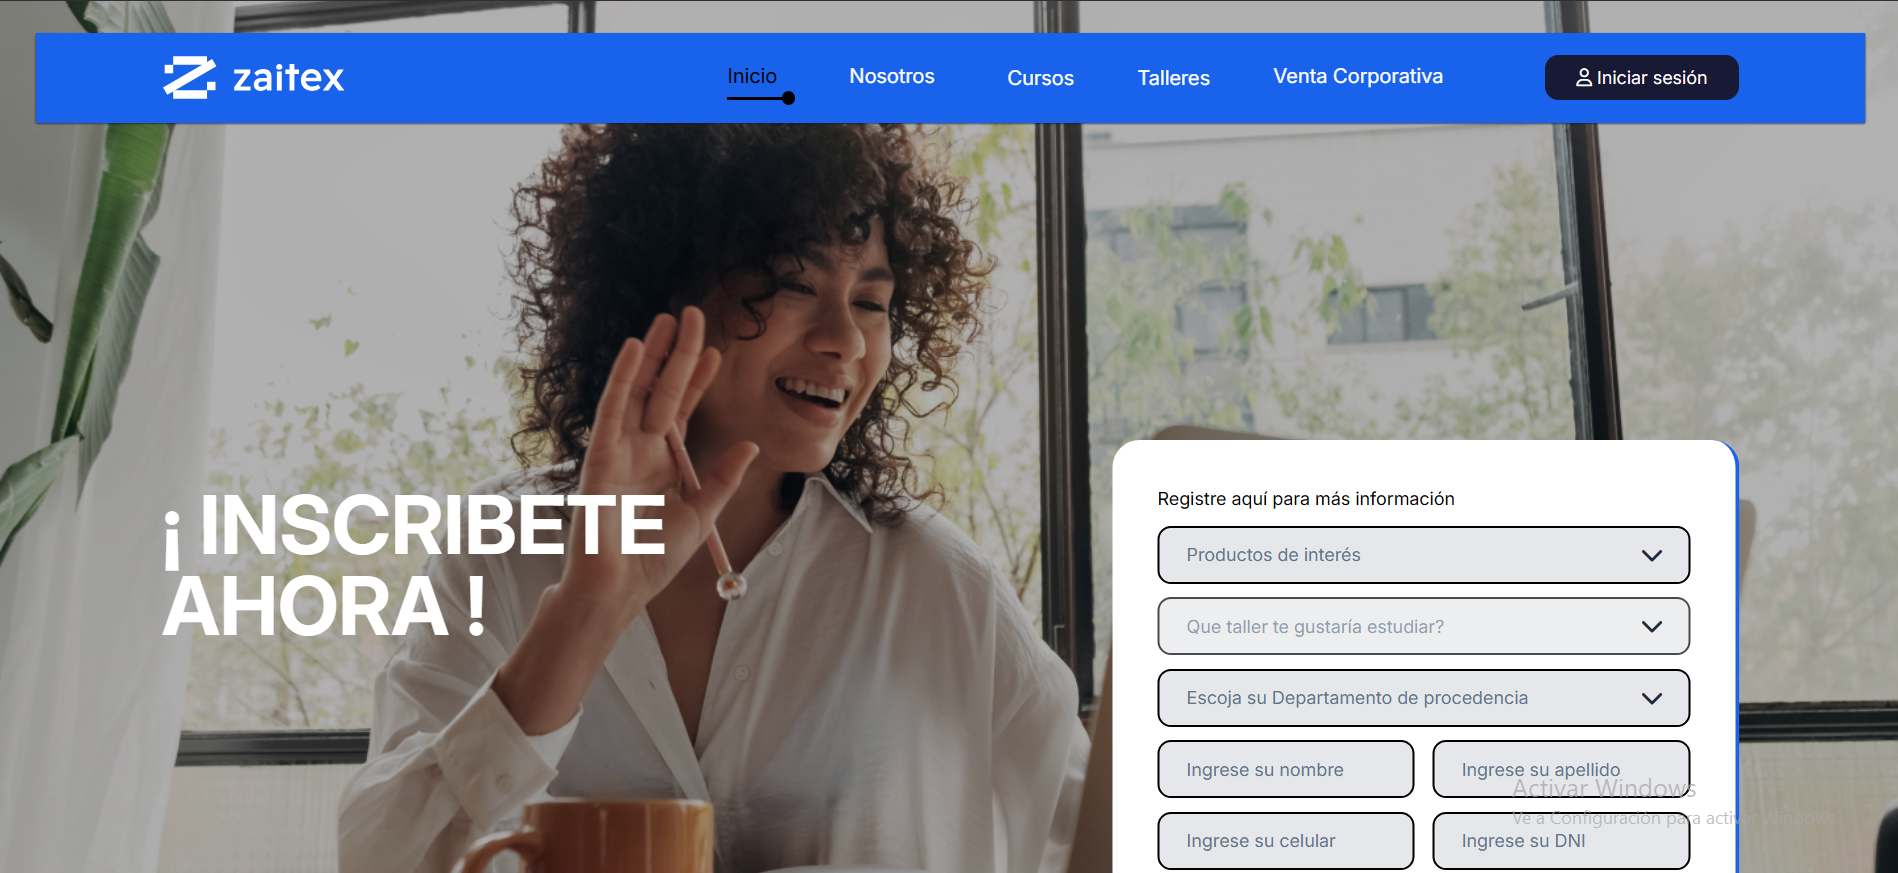 zaitex
Inicio
Nosotros
Cursos
Talleres
Venta Corporativa
Iniciar sesión
¡ INSCRIBETE
AHORA !
Registre aquí para más información
Productos de interés
Que taller te gustaría estudiar?
Escoja su Departamento de procedencia
Ingrese su nombre
Ingrese su apellido
Ingrese su celular
Ingrese su DNI
Activar Windows
Ve a Configuración para activar Windows.